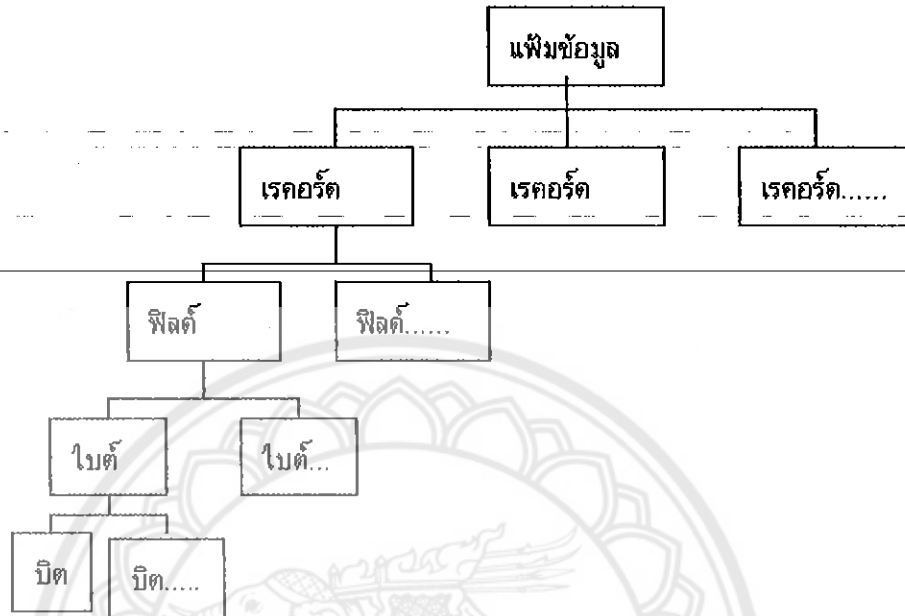 แฟ้มข้อมูล
เรคอร์ด
เรคอร์ด
เรคอร์ด......
ฟิลด์
ฟิลด์......
ไบต์
ไบต์...
บิต
บิต.....